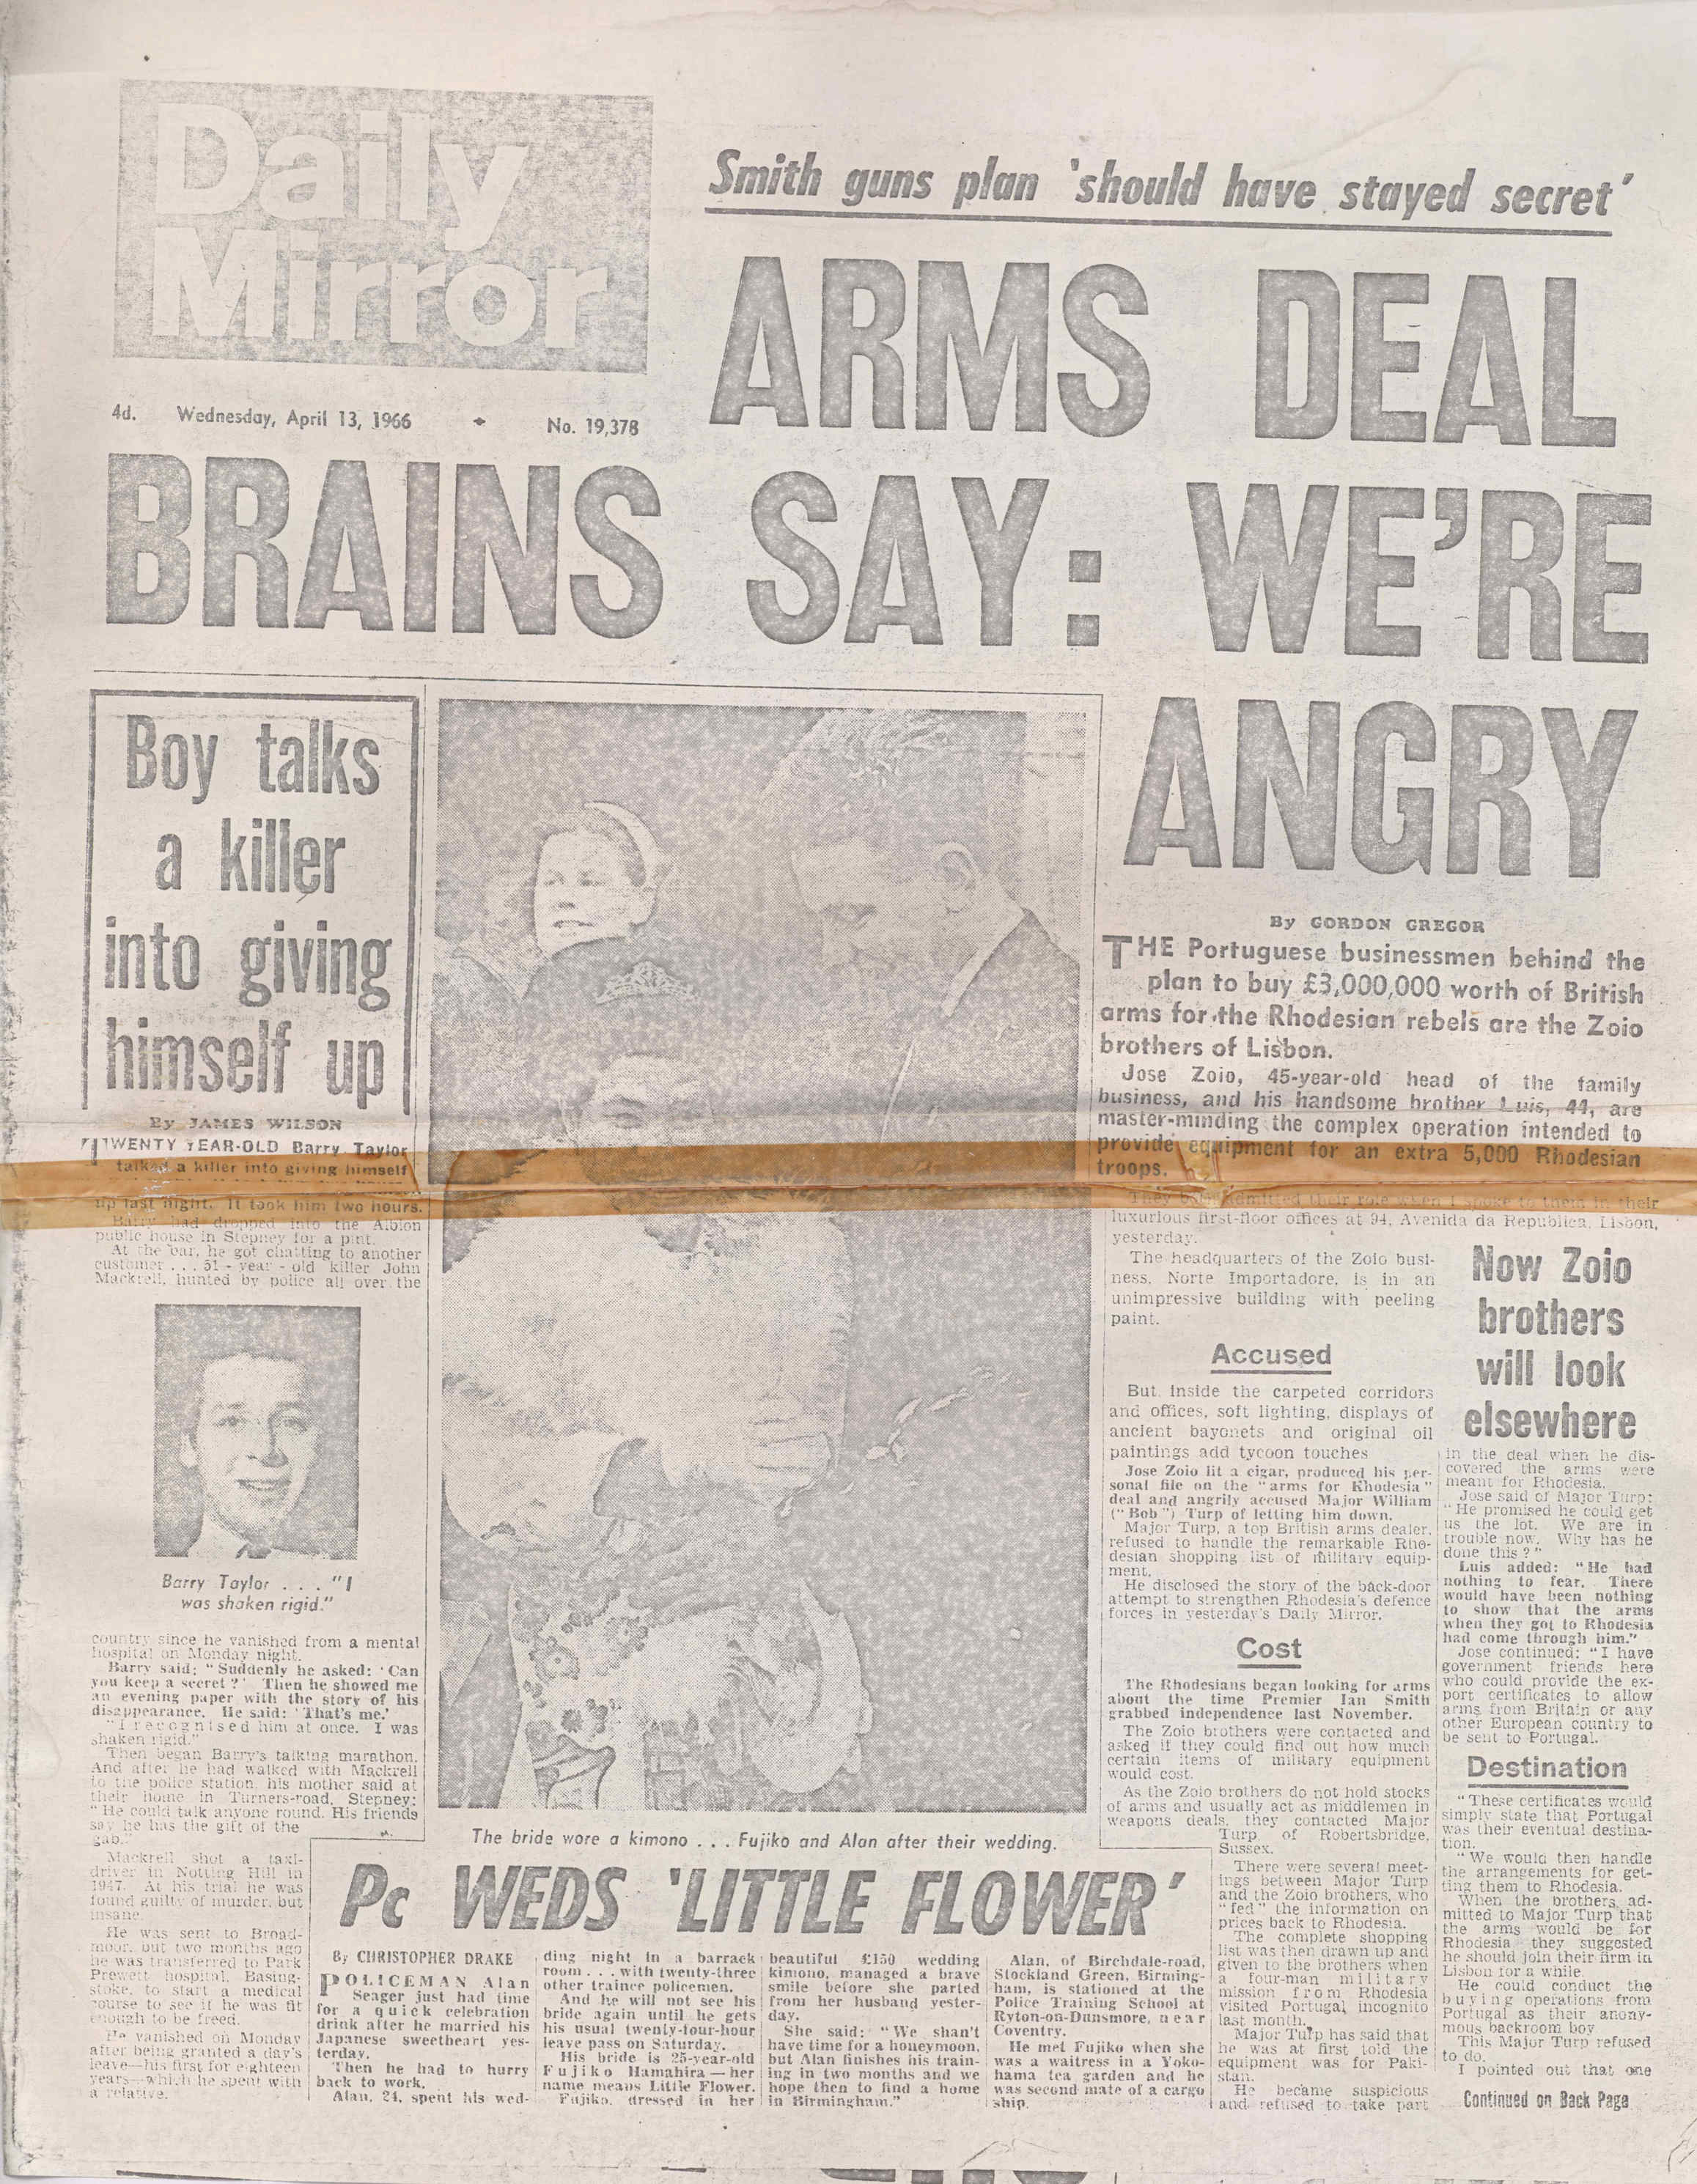 Daily
Mirror
4d. Wednesday, April 13, 1966 No. 19,378
Smith guns plan 'should have stayed secret'
ARMS DEAL
BRAINS SAY: WE'RE
ANGRY
Boy talks
a killer
into giving
himself up
By JAMES WILSON
TWENTY YEAR-OLD Barry Taylor
talked a killer into giving himself
up last night. It took him two hours.
Barry had dropped into the Albion
public house in Stepney for a pint.
At the bar, he got chatting to another
customer . . . 51 - year - old killer John
Mackrell, hunted by police all over the
Barry Taylor . . . "I
was shaken rigid."
country since he vanished from a mental
hospital on Monday night.
Barry said: "Suddenly he asked: 'Can
you keep a secret?' Then he showed me
an evening paper with the story of his
disappearance. He said: 'That's me.'
"I recognised him at once. I was
shaken rigid."
Then began Barry's talking marathon.
And after he had walked with Mackrell
to the police station, his mother said at
their home in Turners-road, Stepney:
"He could talk anyone round. His friends
say he has the gift of the
gab."
Mackrell shot a taxi-
driver in Notting Hill in
1947. At his trial he was
found guilty of murder, but
insane.
He was sent to Broad-
moor, but two months ago
he was transferred to Park
Prewett hospital, Basing-
stoke, to start a medical
course to see if he was fit
enough to be freed.
He vanished on Monday
after being granted a day's
leave—his first for eighteen
years—which he spent with
a relative.
The bride wore a kimono . . . Fujiko and Alan after their wedding.
Pc WEDS 'LITTLE FLOWER'
By CHRISTOPHER DRAKE
POLICEMAN Alan
Seager just had time
for a quick celebration
drink after he married his
Japanese sweetheart yes-
terday.
Then he had to hurry
back to work.
Alan, 24, spent his wed-
ding night in a barrack
room . . . with twenty-three
other trainee policemen.
And he will not see his
bride again until he gets
his usual twenty-four-hour
leave pass on Saturday.
His bride is 25-year-old
Fujiko Hamahira — her
name means Little Flower.
Fujiko, dressed in her
beautiful £150 wedding
kimono, managed a brave
smile before she parted
from her husband yester-
day.
She said: "We shan't
have time for a honeymoon,
but Alan finishes his train-
ing in two months and we
hope then to find a home
in Birmingham."
Alan, of Birchdale-road,
Stockland Green, Birming-
ham, is stationed at the
Police Training School at
Ryton-on-Dunsmore, near
Coventry.
He met Fujiko when she
was a waitress in a Yoko-
hama tea garden and he
was second mate of a cargo
ship.
By GORDON GREGOR
THE Portuguese businessmen behind the
plan to buy £3,000,000 worth of British
arms for the Rhodesian rebels are the Zoio
brothers of Lisbon.
Jose Zoio, 45-year-old head of the family
business, and his handsome brother Luis, 44, are
master-minding the complex operation intended to
provide equipment for an extra 5,000 Rhodesian
troops.
They both admitted their role when I spoke to them in their
luxurious first-floor offices at 94, Avenida da Republica, Lisbon,
yesterday.
The headquarters of the Zoio busi-
ness, Norte Importadore, is in an
unimpressive building with peeling
paint.
Accused
But inside the carpeted corridors
and offices, soft lighting, displays of
ancient bayonets and original oil
paintings add tycoon touches
Jose Zoio lit a cigar, produced his per-
sonal file on the "arms for Rhodesia"
deal and angrily accused Major William
("Bob") Turp of letting him down.
Major Turp, a top British arms dealer,
refused to handle the remarkable Rho-
desian shopping list of military equip-
ment.
He disclosed the story of the back-door
attempt to strengthen Rhodesia's defence
forces in yesterday's Daily Mirror.
Cost
The Rhodesians began looking for arms
about the time Premier Ian Smith
grabbed independence last November.
The Zoio brothers were contacted and
asked if they could find out how much
certain items of military equipment
would cost.
As the Zoio brothers do not hold stocks
of arms and usually act as middlemen in
weapons deals, they contacted Major
Turp of Robertsbridge,
Sussex.
There were several meet-
ings between Major Turp
and the Zoio brothers, who
"fed" the information on
prices back to Rhodesia.
The complete shopping
list was then drawn up and
given to the brothers when
a four-man military
mission from Rhodesia
visited Portugal incognito
last month.
Major Turp has said that
he was at first told the
equipment was for Paki-
stan.
He became suspicious
and refused to take part
Now Zoio
brothers
will look
elsewhere
in the deal when he dis-
covered the arms were
meant for Rhodesia.
Jose said of Major Turp:
"He promised he could get
us the lot. We are in
trouble now. Why has he
done this?"
Luis added: "He had
nothing to fear. There
would have been nothing
to show that the arms
when they got to Rhodesia
had come through him."
Jose continued: "I have
government friends here
who could provide the ex-
port certificates to allow
arms from Britain or any
other European country to
be sent to Portugal.
Destination
"These certificates would
simply state that Portugal
was their eventual destina-
tion.
"We would then handle
the arrangements for get-
ting them to Rhodesia.
When the brothers ad-
mitted to Major Turp that
the arms would be for
Rhodesia they suggested
he should join their firm in
Lisbon for a while.
He could conduct the
buying operations from
Portugal as their anony-
mous backroom boy
This Major Turp refused
to do.
I pointed out that one
Continued on Back Page